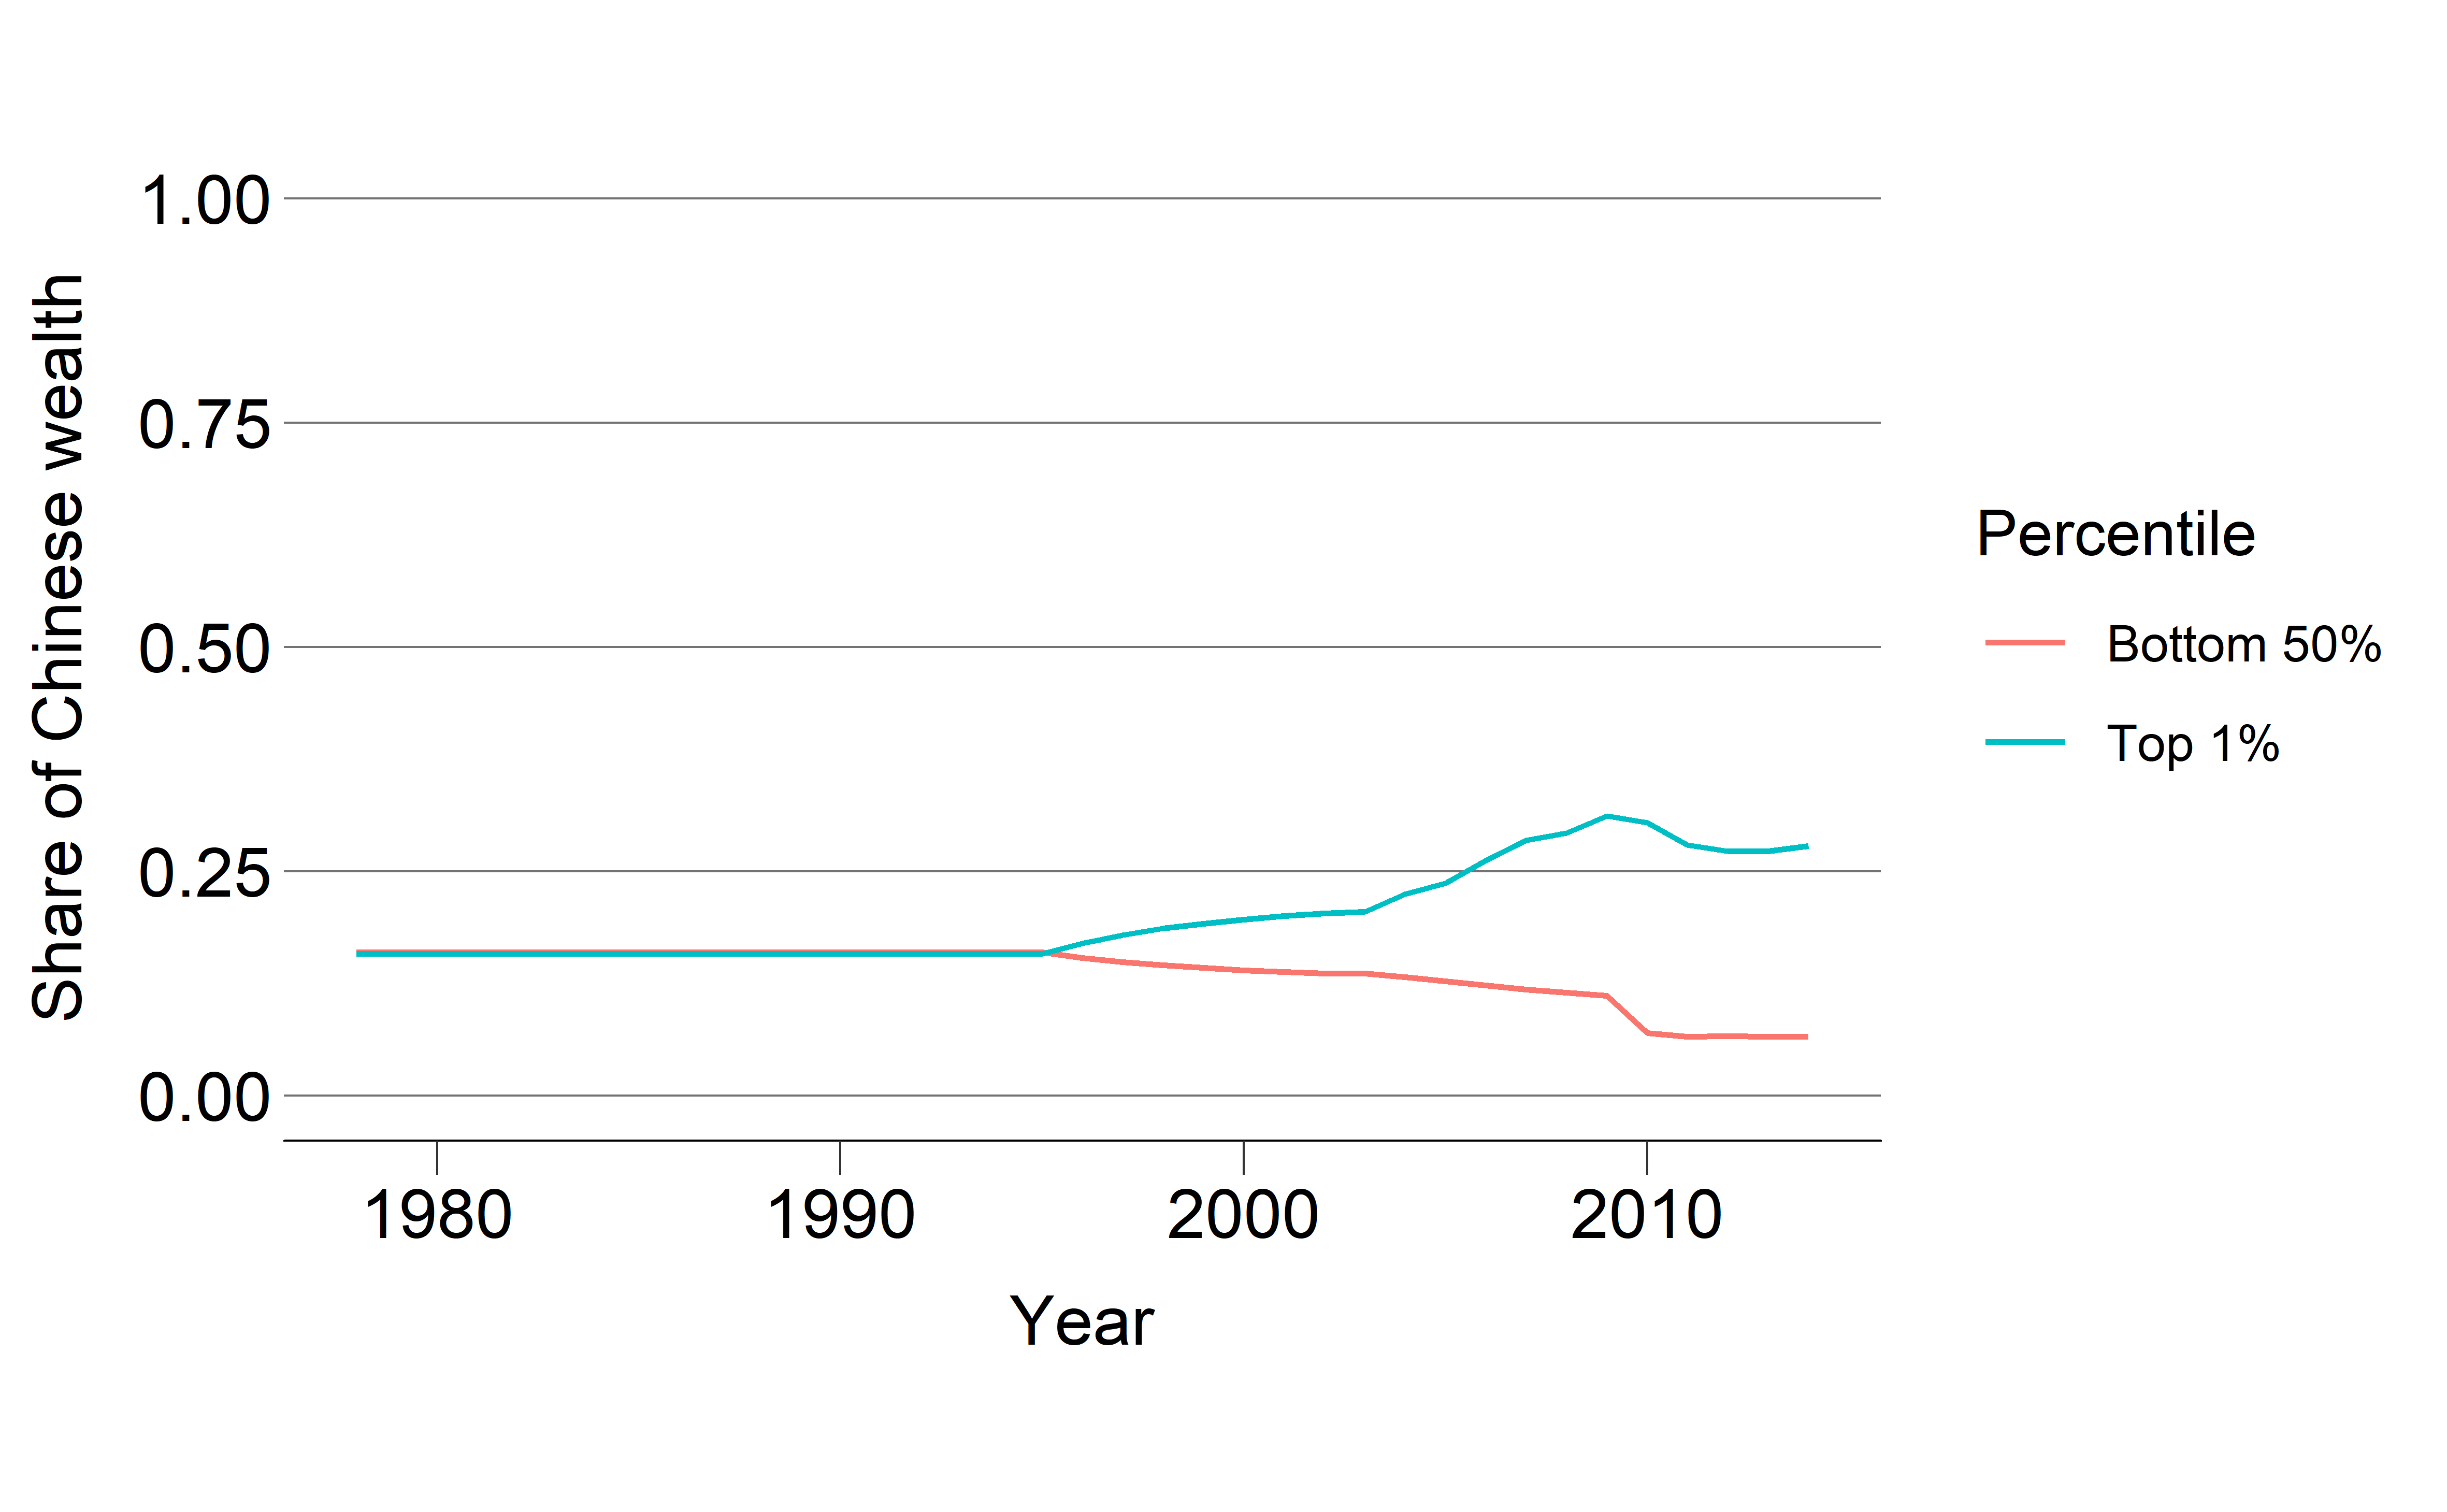 Share of Chinese wealth
1.00
0.75
0.50
0.25
0.00
1980 1990 2000 2010
Year
Percentile
Bottom 50%
Top 1%